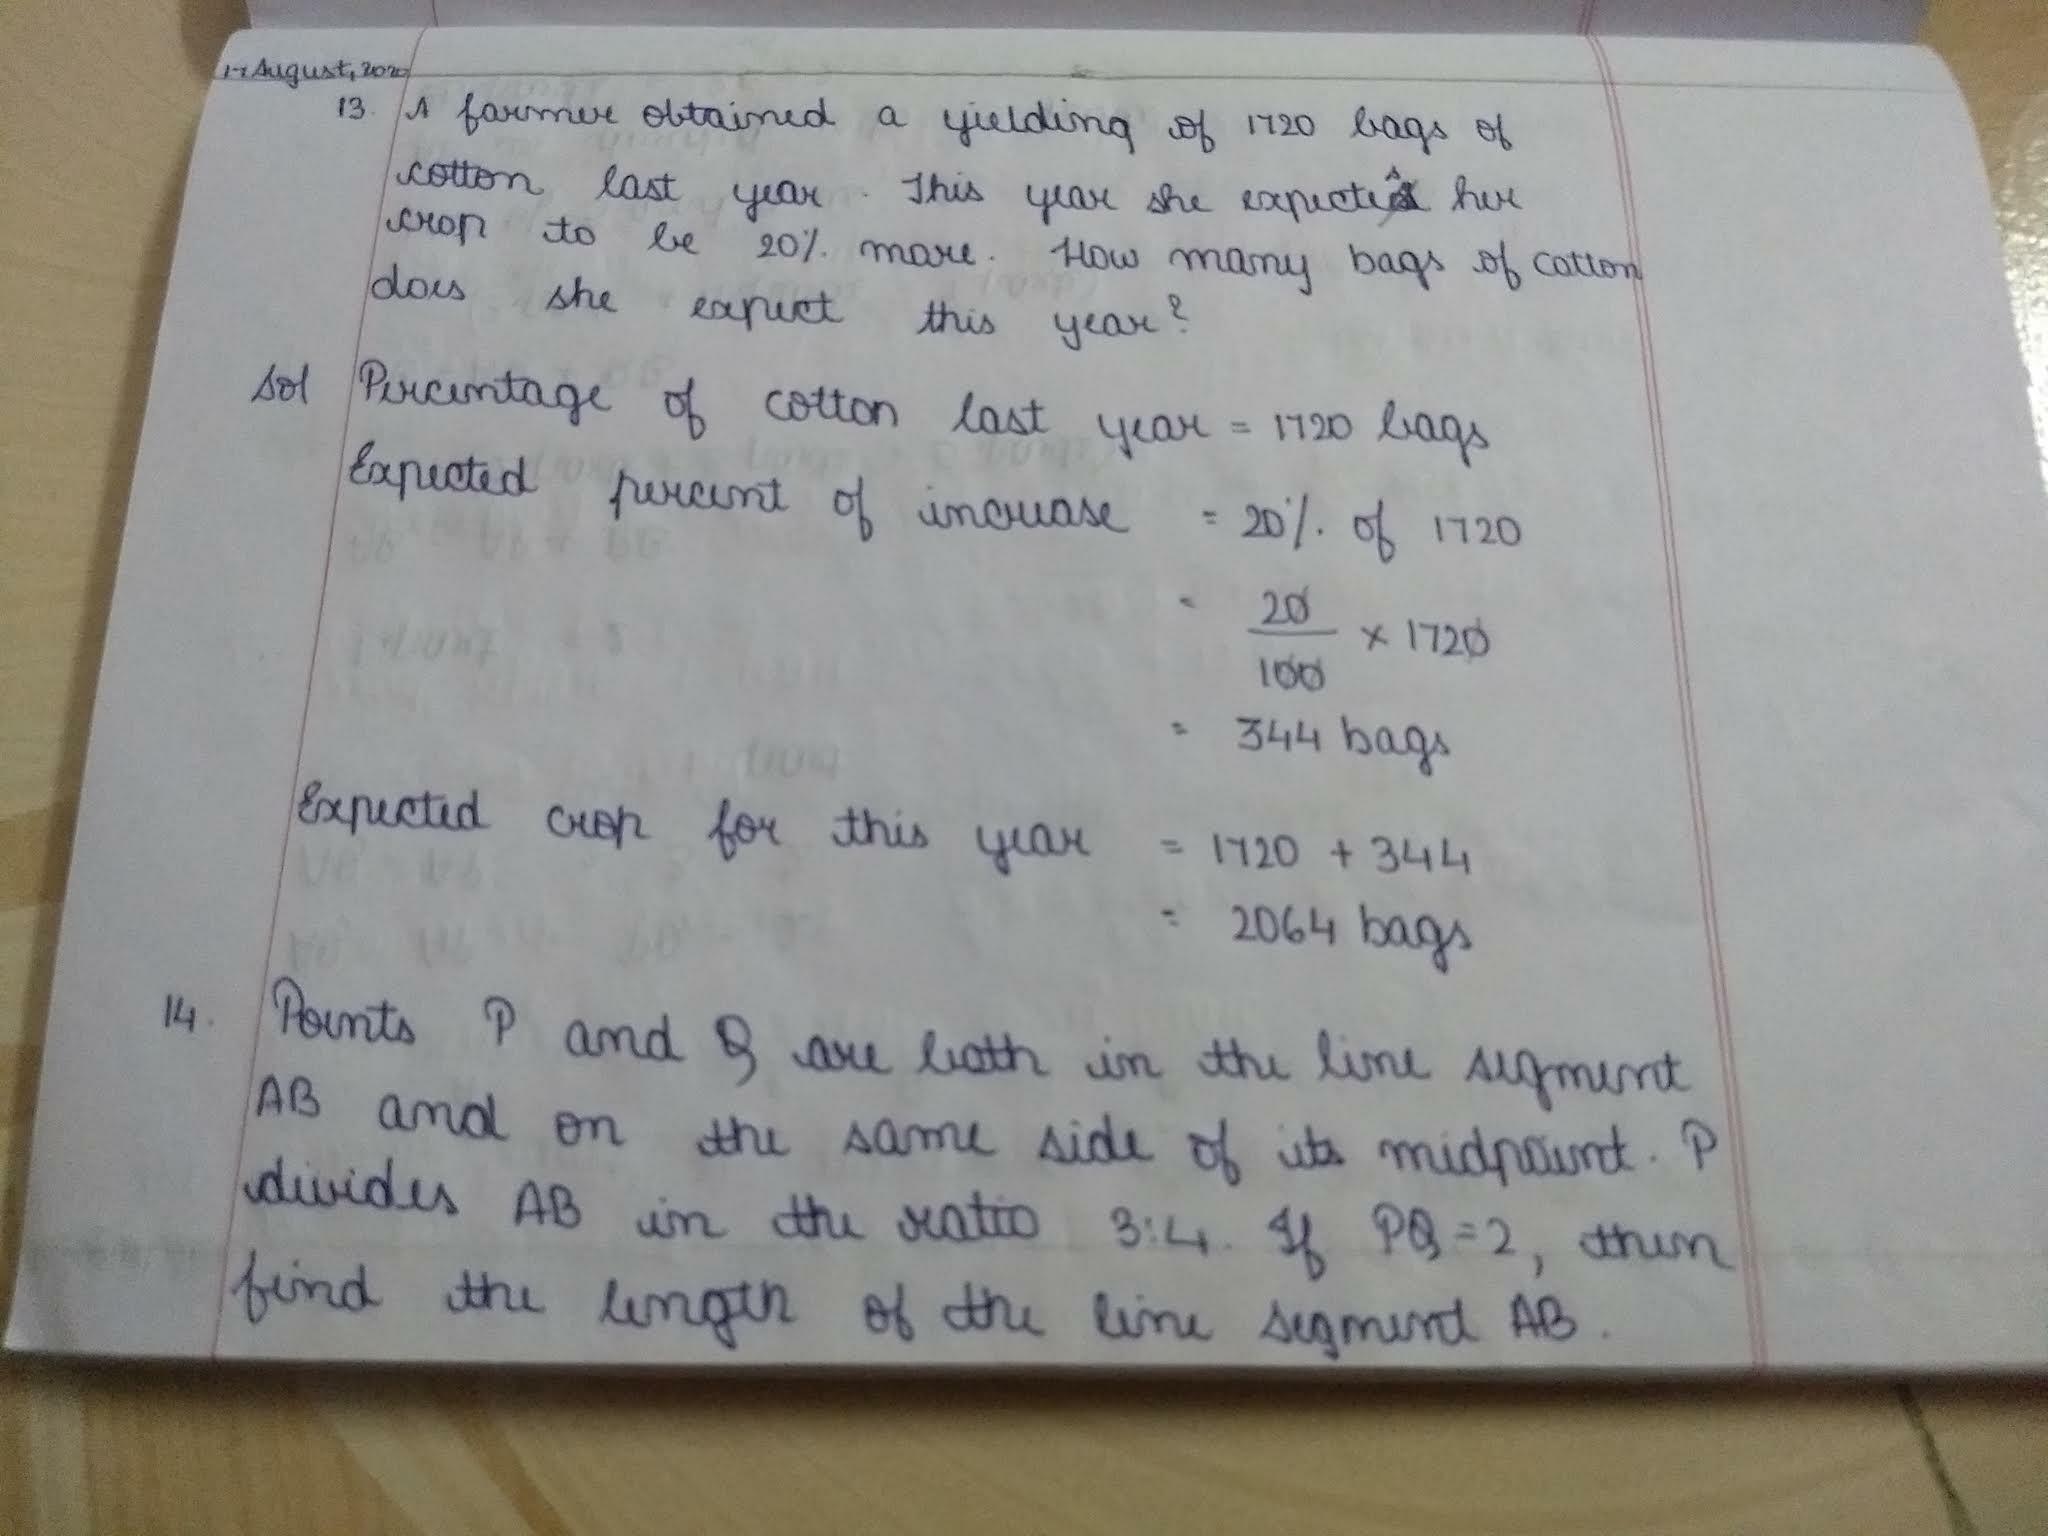 August, 2020
13. A farmer obtained a yielding of 1720 bags of
cotton last year. This year she expects her
crop to be 20% more. How many bags of cotton
does she expect this year?
Sol Percentage of cotton last year = 1720 bags
Expected percent of increase = 20% of 1720
= 20/100 × 1720
= 344 bags
Expected crop for this year = 1720 + 344
= 2064 bags
14. Points P and Q are both in the line segment
AB and on the same side of its midpoint. P
divides AB in the ratio 3:4. If PQ=2, then
find the length of the line segment AB.